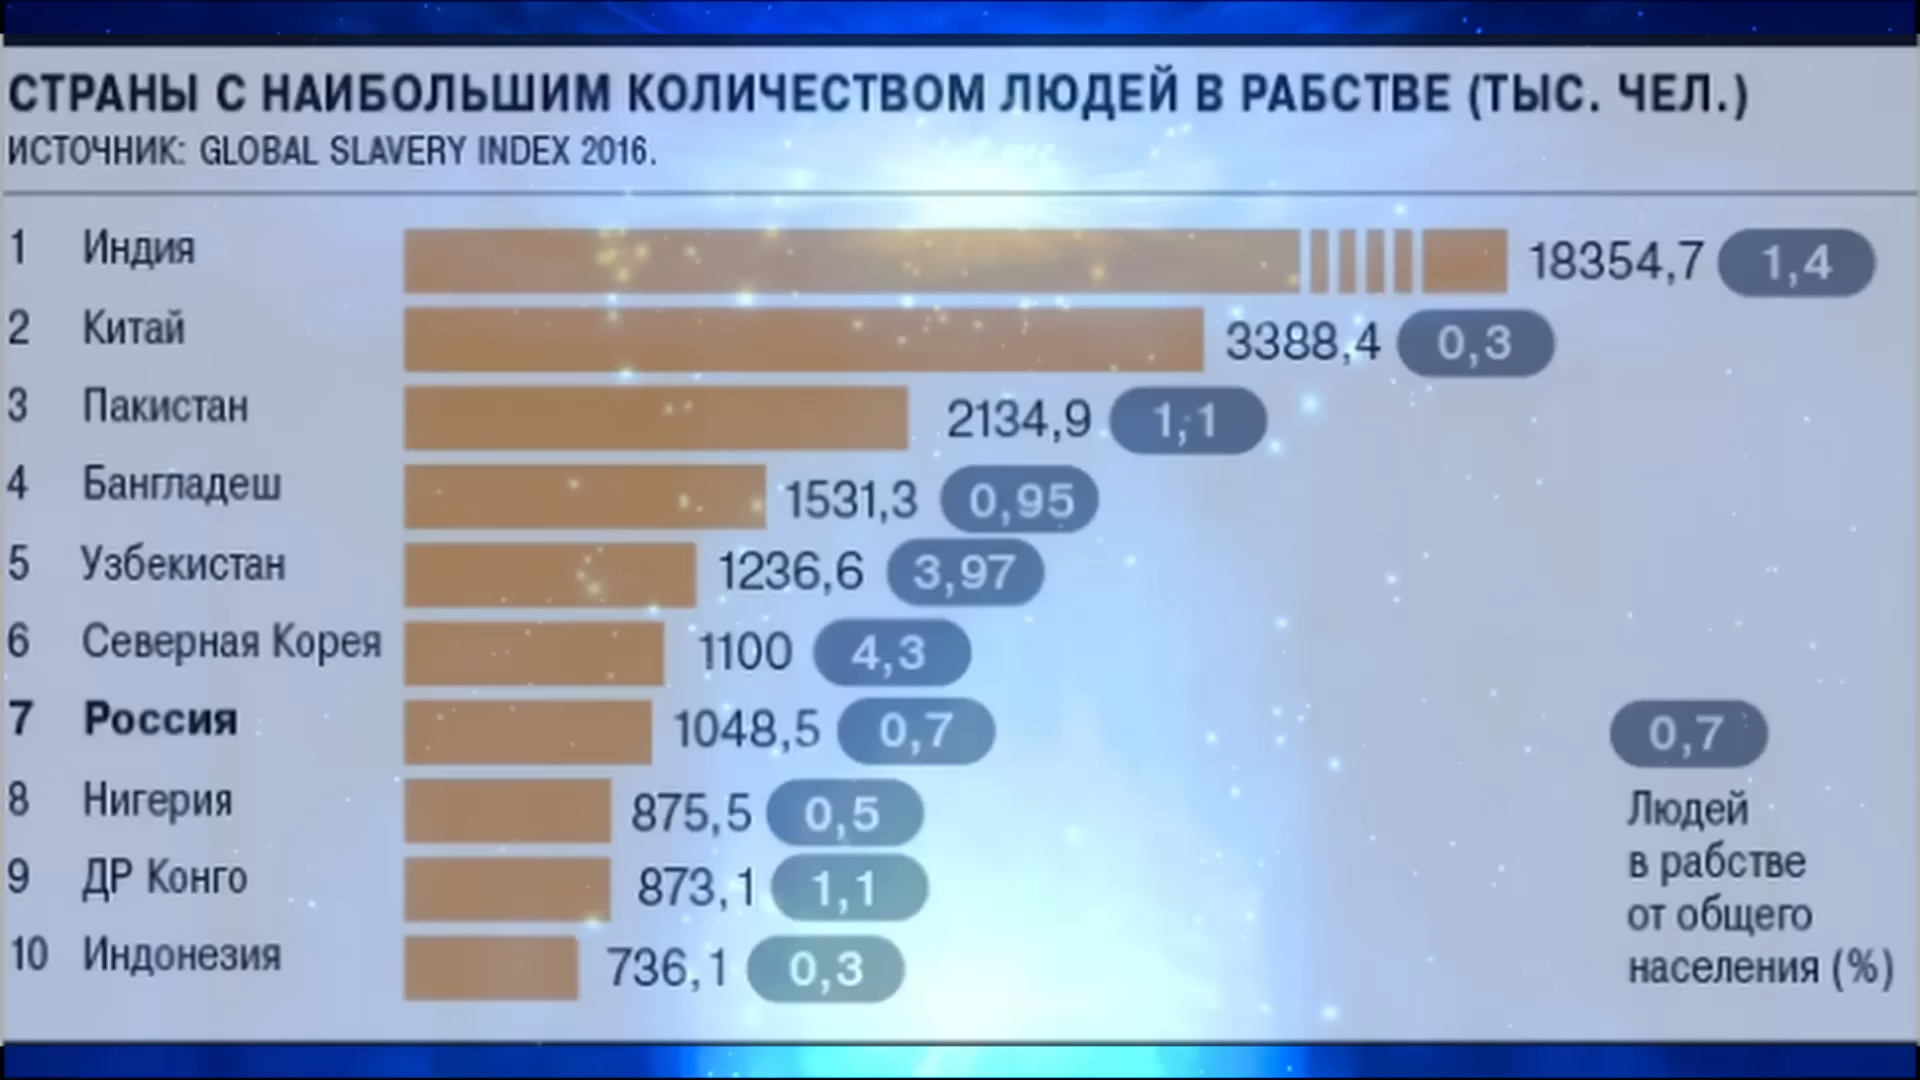 СТРАНЫ С НАИБОЛЬШИМ КОЛИЧЕСТВОМ ЛЮДЕЙ В РАБСТВЕ (ТЫС. ЧЕЛ.)
ИСТОЧНИК: GLOBAL SLAVERY INDEX 2016.
1 Индия 18354,7 1,4
2 Китай 3388,4 0,3
3 Пакистан 2134,9 1,1
4 Бангладеш 1531,3 0,95
5 Узбекистан 1236,6 3,97
6 Северная Корея 1100 4,3
7 Россия 1048,5 0,7
8 Нигерия 875,5 0,5
9 ДР Конго 873,1 1,1
10 Индонезия 736,1 0,3
0,7
Людей
в рабстве
от общего
населения (%)